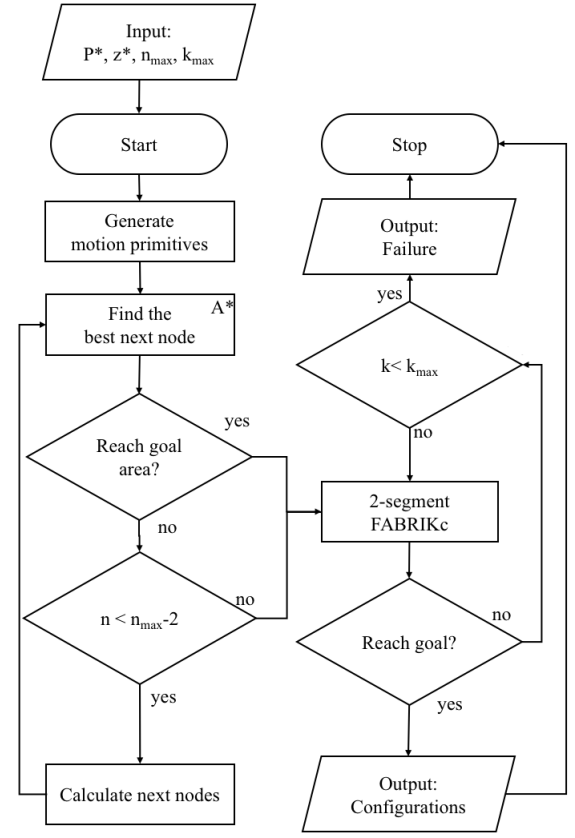 Input:
P*, z*, nmax, kmax
Start
Generate
motion primitives
Find the
best next node
A*
Reach goal
area?
yes
no
n < nmax-2
no
yes
Calculate next nodes
Stop
Output:
Failure
yes
k< kmax
no
2-segment
FABRIKc
Reach goal?
no
yes
Output:
Configurations